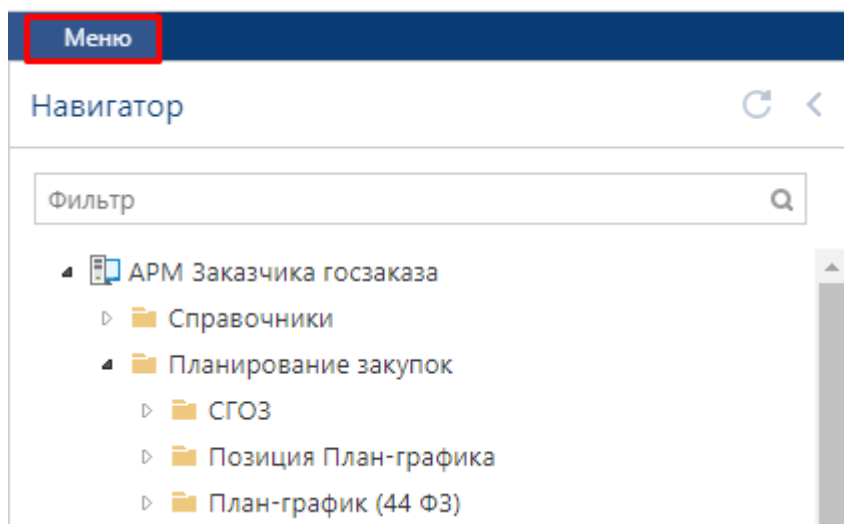 Меню
Навигатор
Фильтр
АРМ Заказчика госзаказа
Справочники
Планирование закупок
СГОЗ
Позиция План-графика
План-график (44 ФЗ)